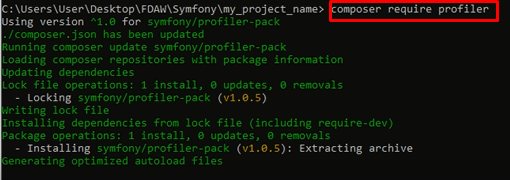 C:\Users\User\Desktop\FDAW\Symfony\my_project_name> composer require profiler
Using version ^1.0 for symfony/profiler-pack
./composer.json has been updated
Running composer update symfony/profiler-pack
Loading composer repositories with package information
Updating dependencies
Lock file operations: 1 install, 0 updates, 0 removals
  - Locking symfony/profiler-pack (v1.0.5)
Writing lock file
Installing dependencies from lock file (including require-dev)
Package operations: 1 install, 0 updates, 0 removals
  - Installing symfony/profiler-pack (v1.0.5): Extracting archive
Generating optimized autoload files